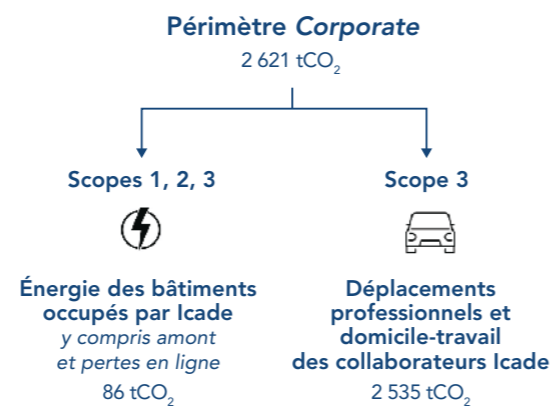 Périmètre Corporate
2 621 tCO₂
Scopes 1, 2, 3
Énergie des bâtiments
occupés par Icade
y compris amont
et pertes en ligne
86 tCO₂
Scope 3
Déplacements
professionnels et
domicile-travail
des collaborateurs Icade
2 535 tCO₂